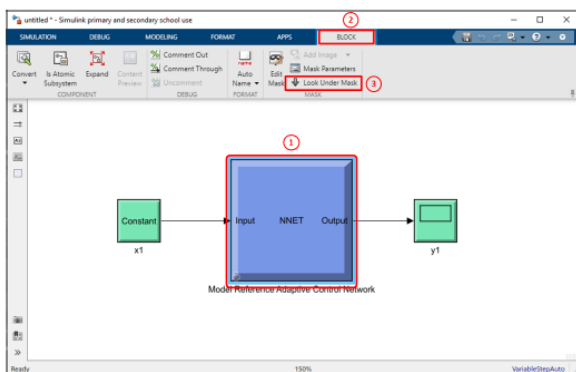 untitled * - Simulink primary and secondary school use
SIMULATION DEBUG MODELING FORMAT APPS BLOCK
2
Convert
Is Atomic
Subsystem
Expand
Content
Preview
COMPONENT
Comment Out
Comment Through
Uncomment
DEBUG
Auto
Name
FORMAT
Edit
Mask
Add Image
Mask Parameters
Look Under Mask
3
MASK
1
Constant
x1
Input NNET Output
y1
Model Reference Adaptive Control Network
Ready 150% VariableStepAuto